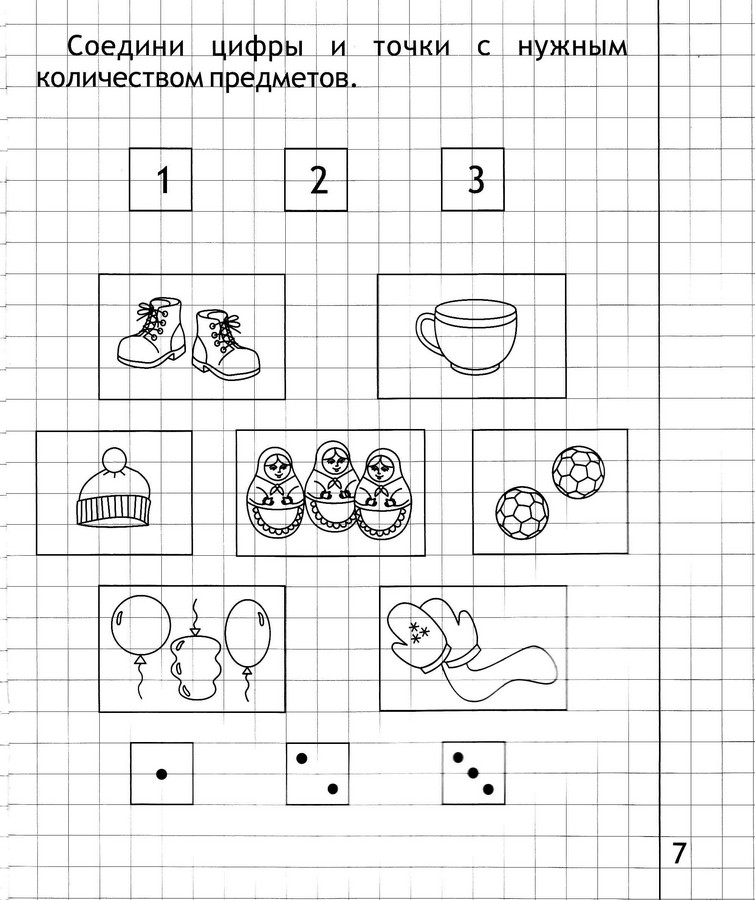 Соедини цифры и точки с нужным
количеством предметов.
1 2 3
7